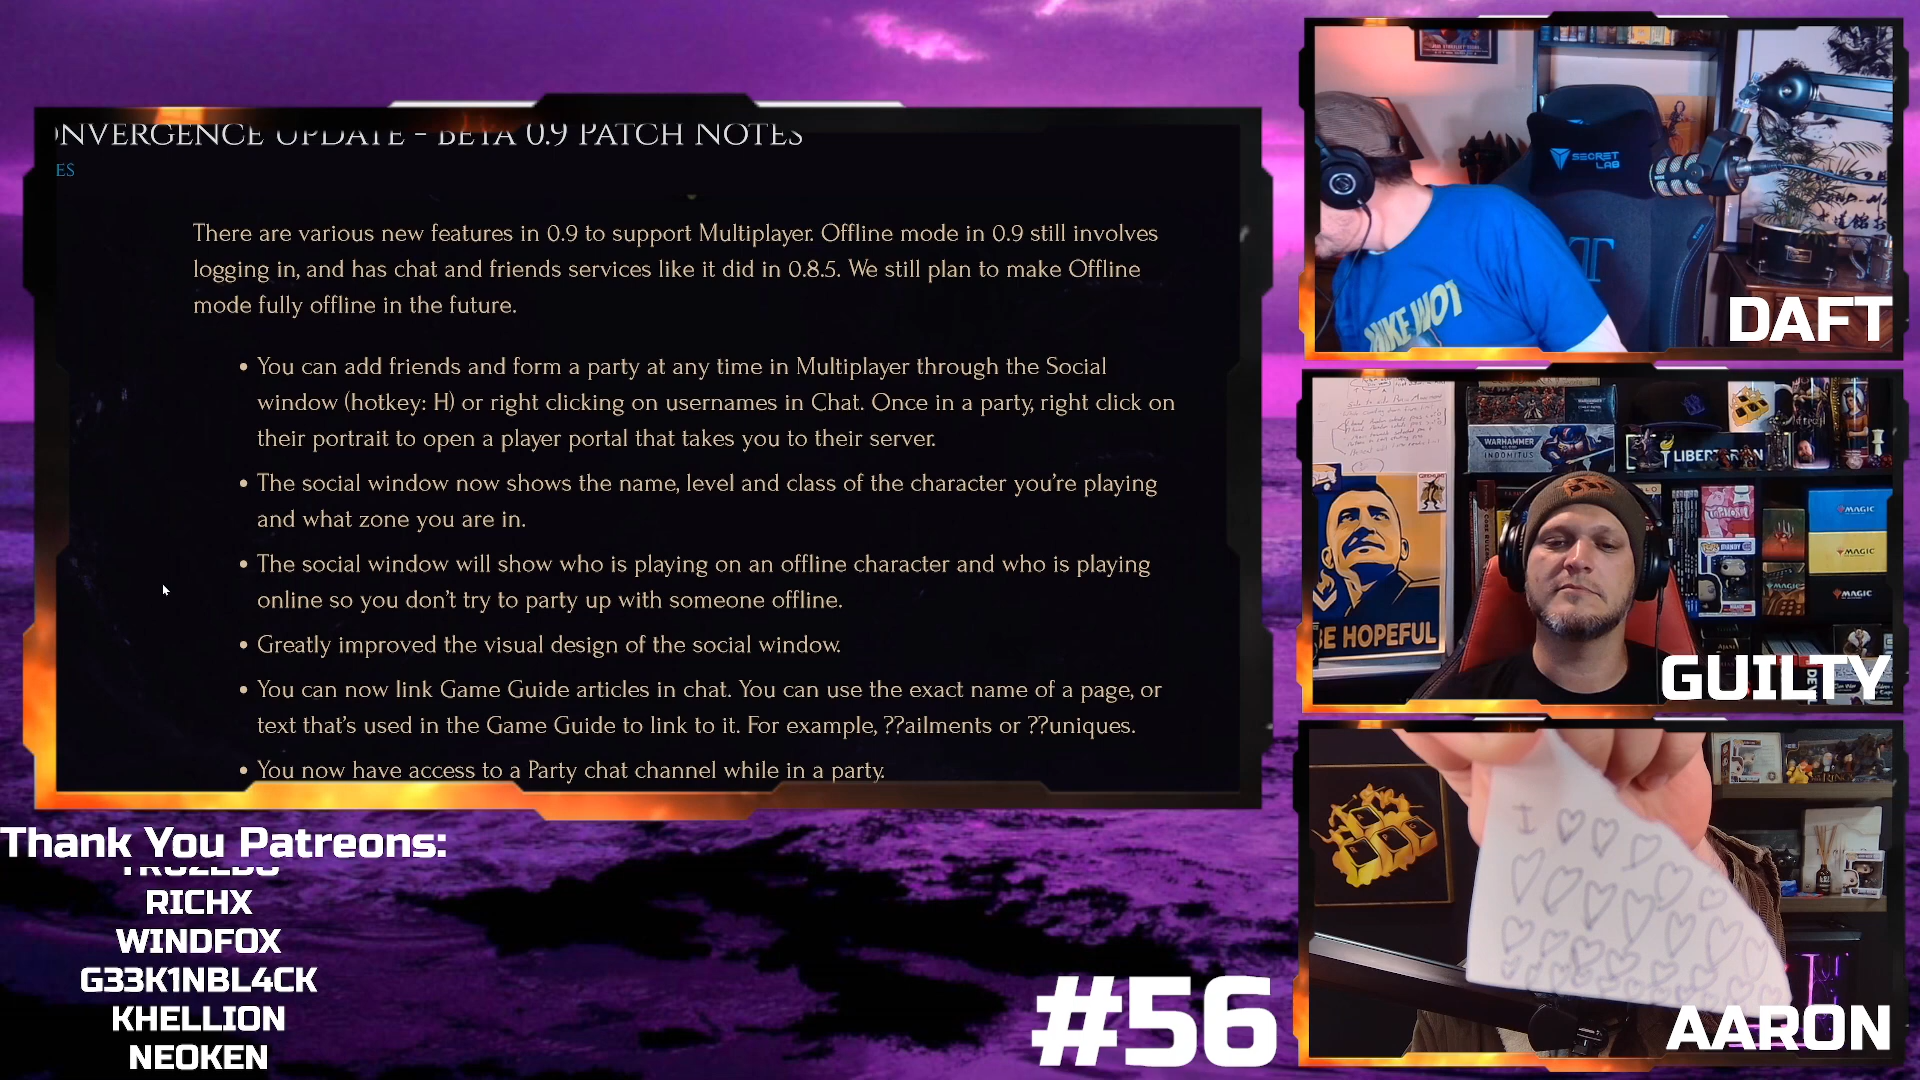 ONVERGENCE UPDATE - BETA 0.9 PATCH NOTES
ES
There are various new features in 0.9 to support Multiplayer. Offline mode in 0.9 still involves
logging in, and has chat and friends services like it did in 0.8.5. We still plan to make Offline
mode fully offline in the future.
• You can add friends and form a party at any time in Multiplayer through the Social
window (hotkey: H) or right clicking on usernames in Chat. Once in a party, right click on
their portrait to open a player portal that takes you to their server.
• The social window now shows the name, level and class of the character you’re playing
and what zone you are in.
• The social window will show who is playing on an offline character and who is playing
online so you don’t try to party up with someone offline.
• Greatly improved the visual design of the social window.
• You can now link Game Guide articles in chat. You can use the exact name of a page, or
text that’s used in the Game Guide to link to it. For example, ??ailments or ??uniques.
• You now have access to a Party chat channel while in a party.
Thank You Patreons:
RICHX
WINDFOX
G33K1NBL4CK
KHELLION
NEOKEN
#56
SECRET
LAB
DAFT
WARHAMMER
INDOMITUS
LIBERTARIAN
MAGIC
MAGIC
MAGIC
BE HOPEFUL
GUILTY
I
AARON